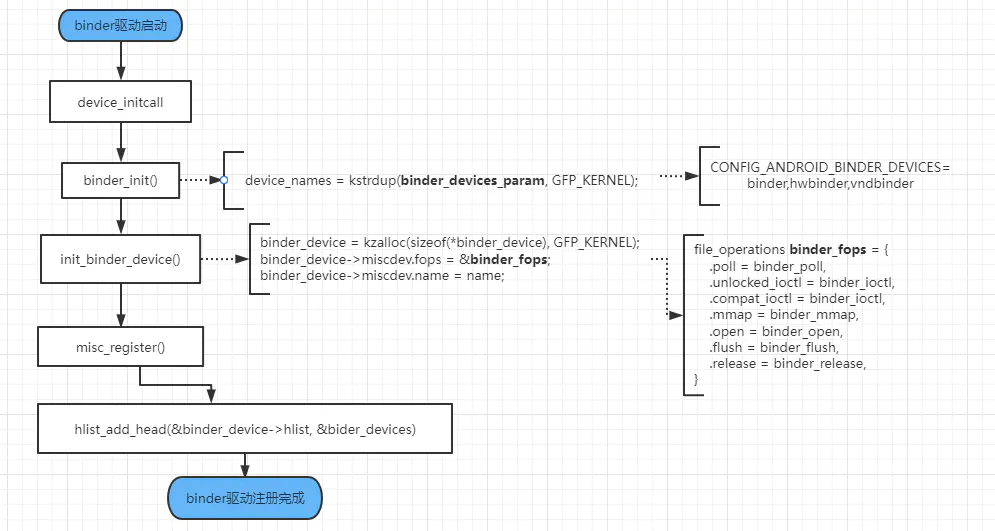 binder驱动启动
device_initcall
binder_init()
device_names = kstrdup(binder_devices_param, GFP_KERNEL);
CONFIG_ANDROID_BINDER_DEVICES=
binder,hwbinder,vndbinder
init_binder_device()
binder_device = kzalloc(sizeof(*binder_device), GFP_KERNEL);
binder_device->miscdev.fops = &binder_fops;
binder_device->miscdev.name = name;
file_operations binder_fops = {
.poll = binder_poll,
.unlocked_ioctl = binder_ioctl,
.compat_ioctl = binder_ioctl,
.mmap = binder_mmap,
.open = binder_open,
.flush = binder_flush,
.release = binder_release,
}
misc_register()
hlist_add_head(&binder_device->hlist, &bider_devices)
binder驱动注册完成